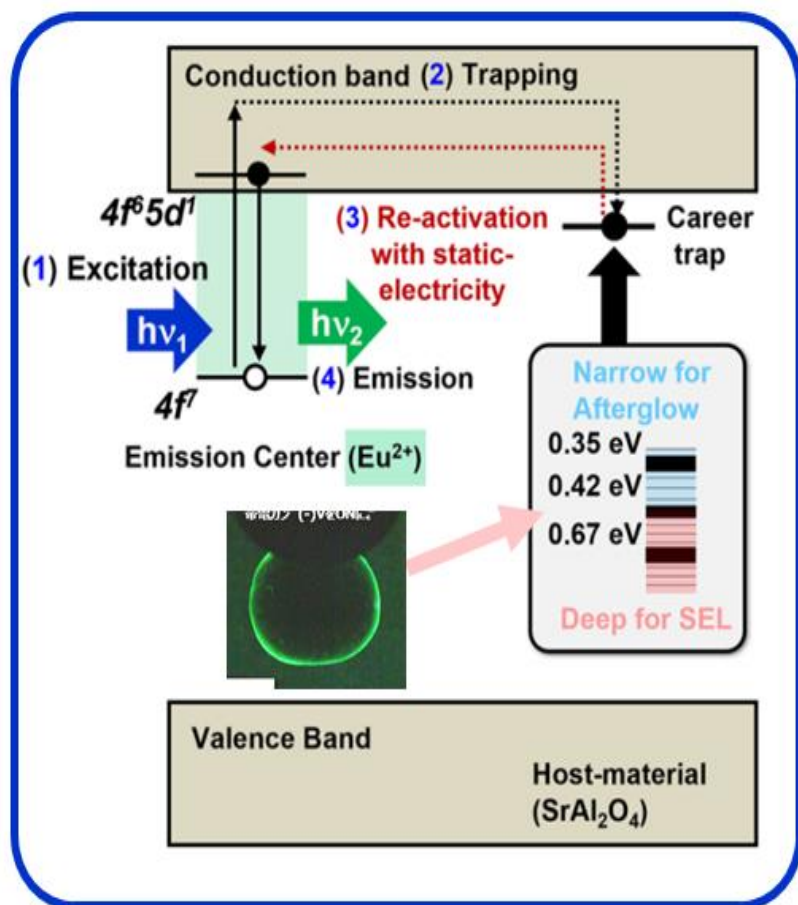 Conduction band (2) Trapping
4f⁶5d¹
(1) Excitation
hν₁
hν₂
(3) Re-activation
with static-
electricity
Career
trap
4f⁷
(4) Emission
Emission Center (Eu²⁺)
Narrow for
Afterglow
0.35 eV
0.42 eV
0.67 eV
Deep for SEL
Valence Band
Host-material
(SrAl₂O₄)